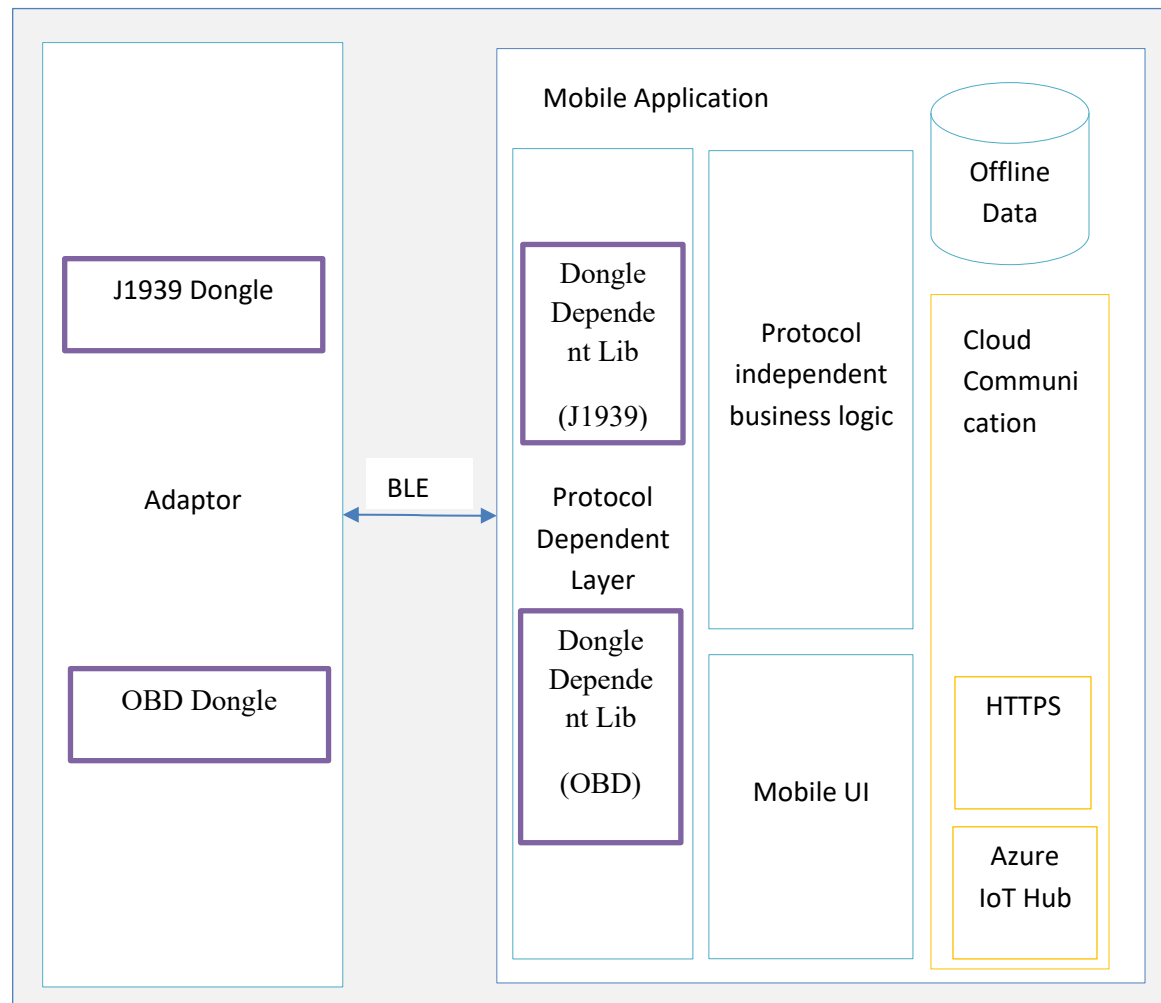 Mobile Application
Offline
Data
J1939 Dongle
Dongle
Depende
nt Lib
(J1939)
Protocol
independent
business logic
Cloud
Communi
cation
Adaptor
BLE
Protocol
Dependent
Layer
OBD Dongle
Dongle
Depende
nt Lib
(OBD)
HTTPS
Mobile UI
Azure
IoT Hub